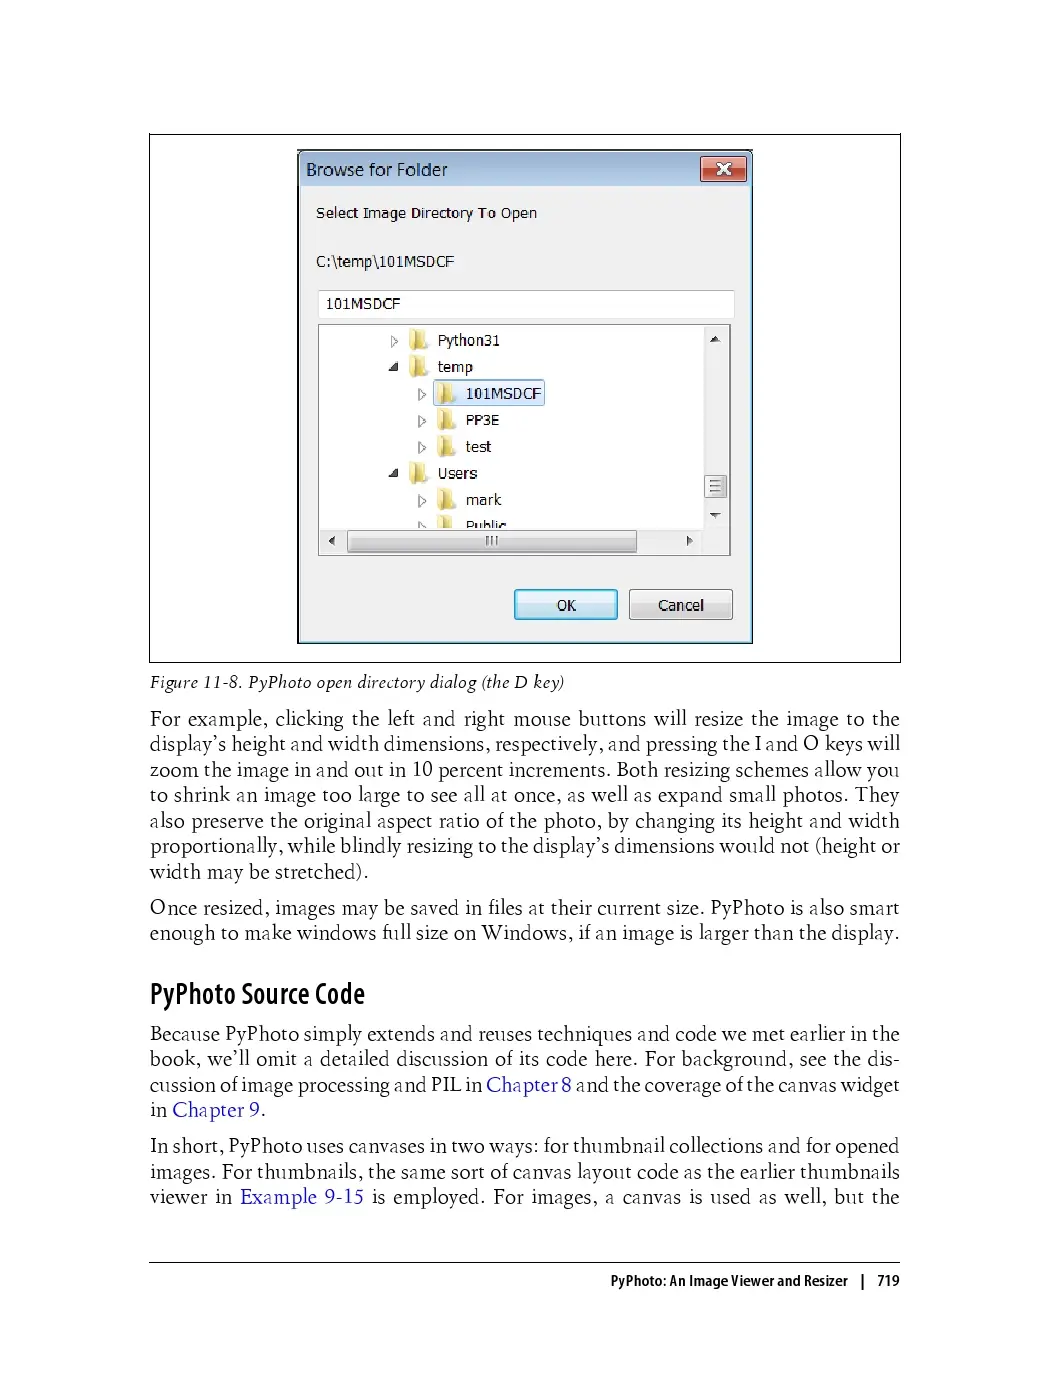 Browse for Folder
Select Image Directory To Open
C:\temp\101MSDCF
101MSDCF
Python31
temp
101MSDCF
PP3E
test
Users
mark
Public
OK
Cancel
Figure 11-8. PyPhoto open directory dialog (the D key)
For example, clicking the left and right mouse buttons will resize the image to the
display’s height and width dimensions, respectively, and pressing the I and O keys will
zoom the image in and out in 10 percent increments. Both resizing schemes allow you
to shrink an image too large to see all at once, as well as expand small photos. They
also preserve the original aspect ratio of the photo, by changing its height and width
proportionally, while blindly resizing to the display’s dimensions would not (height or
width may be stretched).
Once resized, images may be saved in files at their current size. PyPhoto is also smart
enough to make windows full size on Windows, if an image is larger than the display.
PyPhoto Source Code
Because PyPhoto simply extends and reuses techniques and code we met earlier in the
book, we’ll omit a detailed discussion of its code here. For background, see the dis-
cussion of image processing and PIL in Chapter 8 and the coverage of the canvas widget
in Chapter 9.
In short, PyPhoto uses canvases in two ways: for thumbnail collections and for opened
images. For thumbnails, the same sort of canvas layout code as the earlier thumbnails
viewer in Example 9-15 is employed. For images, a canvas is used as well, but the
PyPhoto: An Image Viewer and Resizer | 719